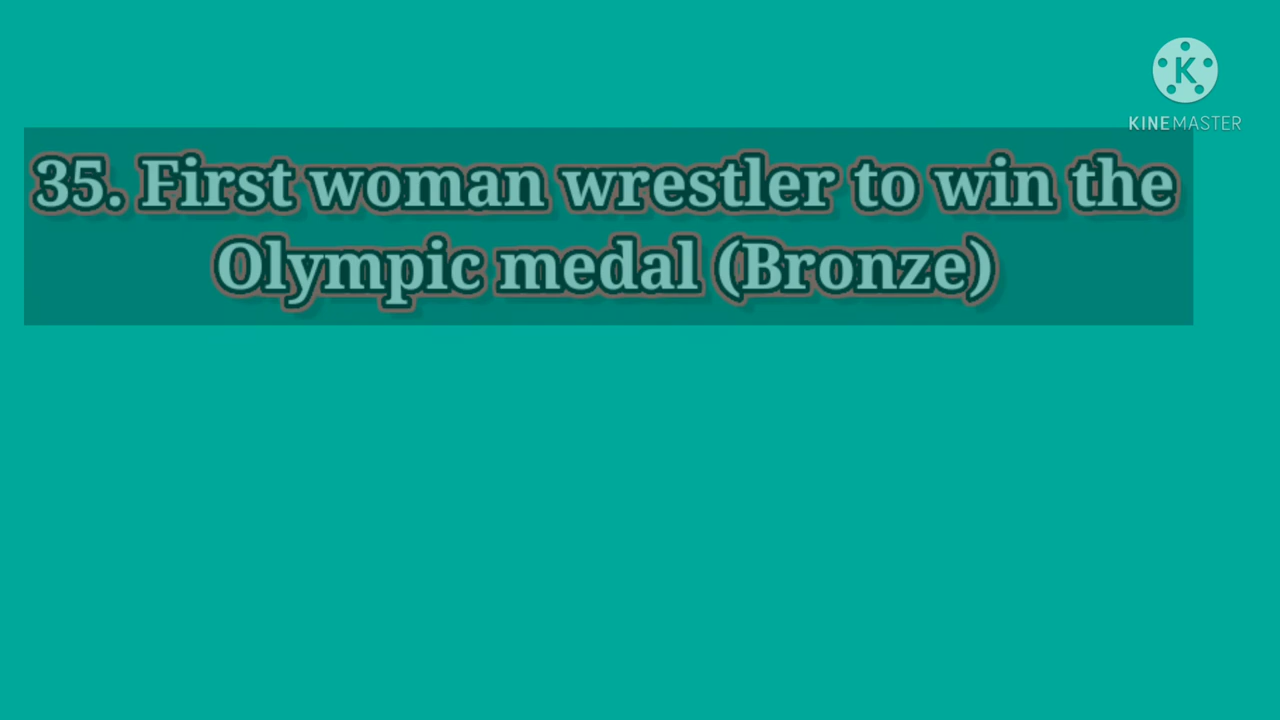 KINEMASTER
35. First woman wrestler to win the
Olympic medal (Bronze)